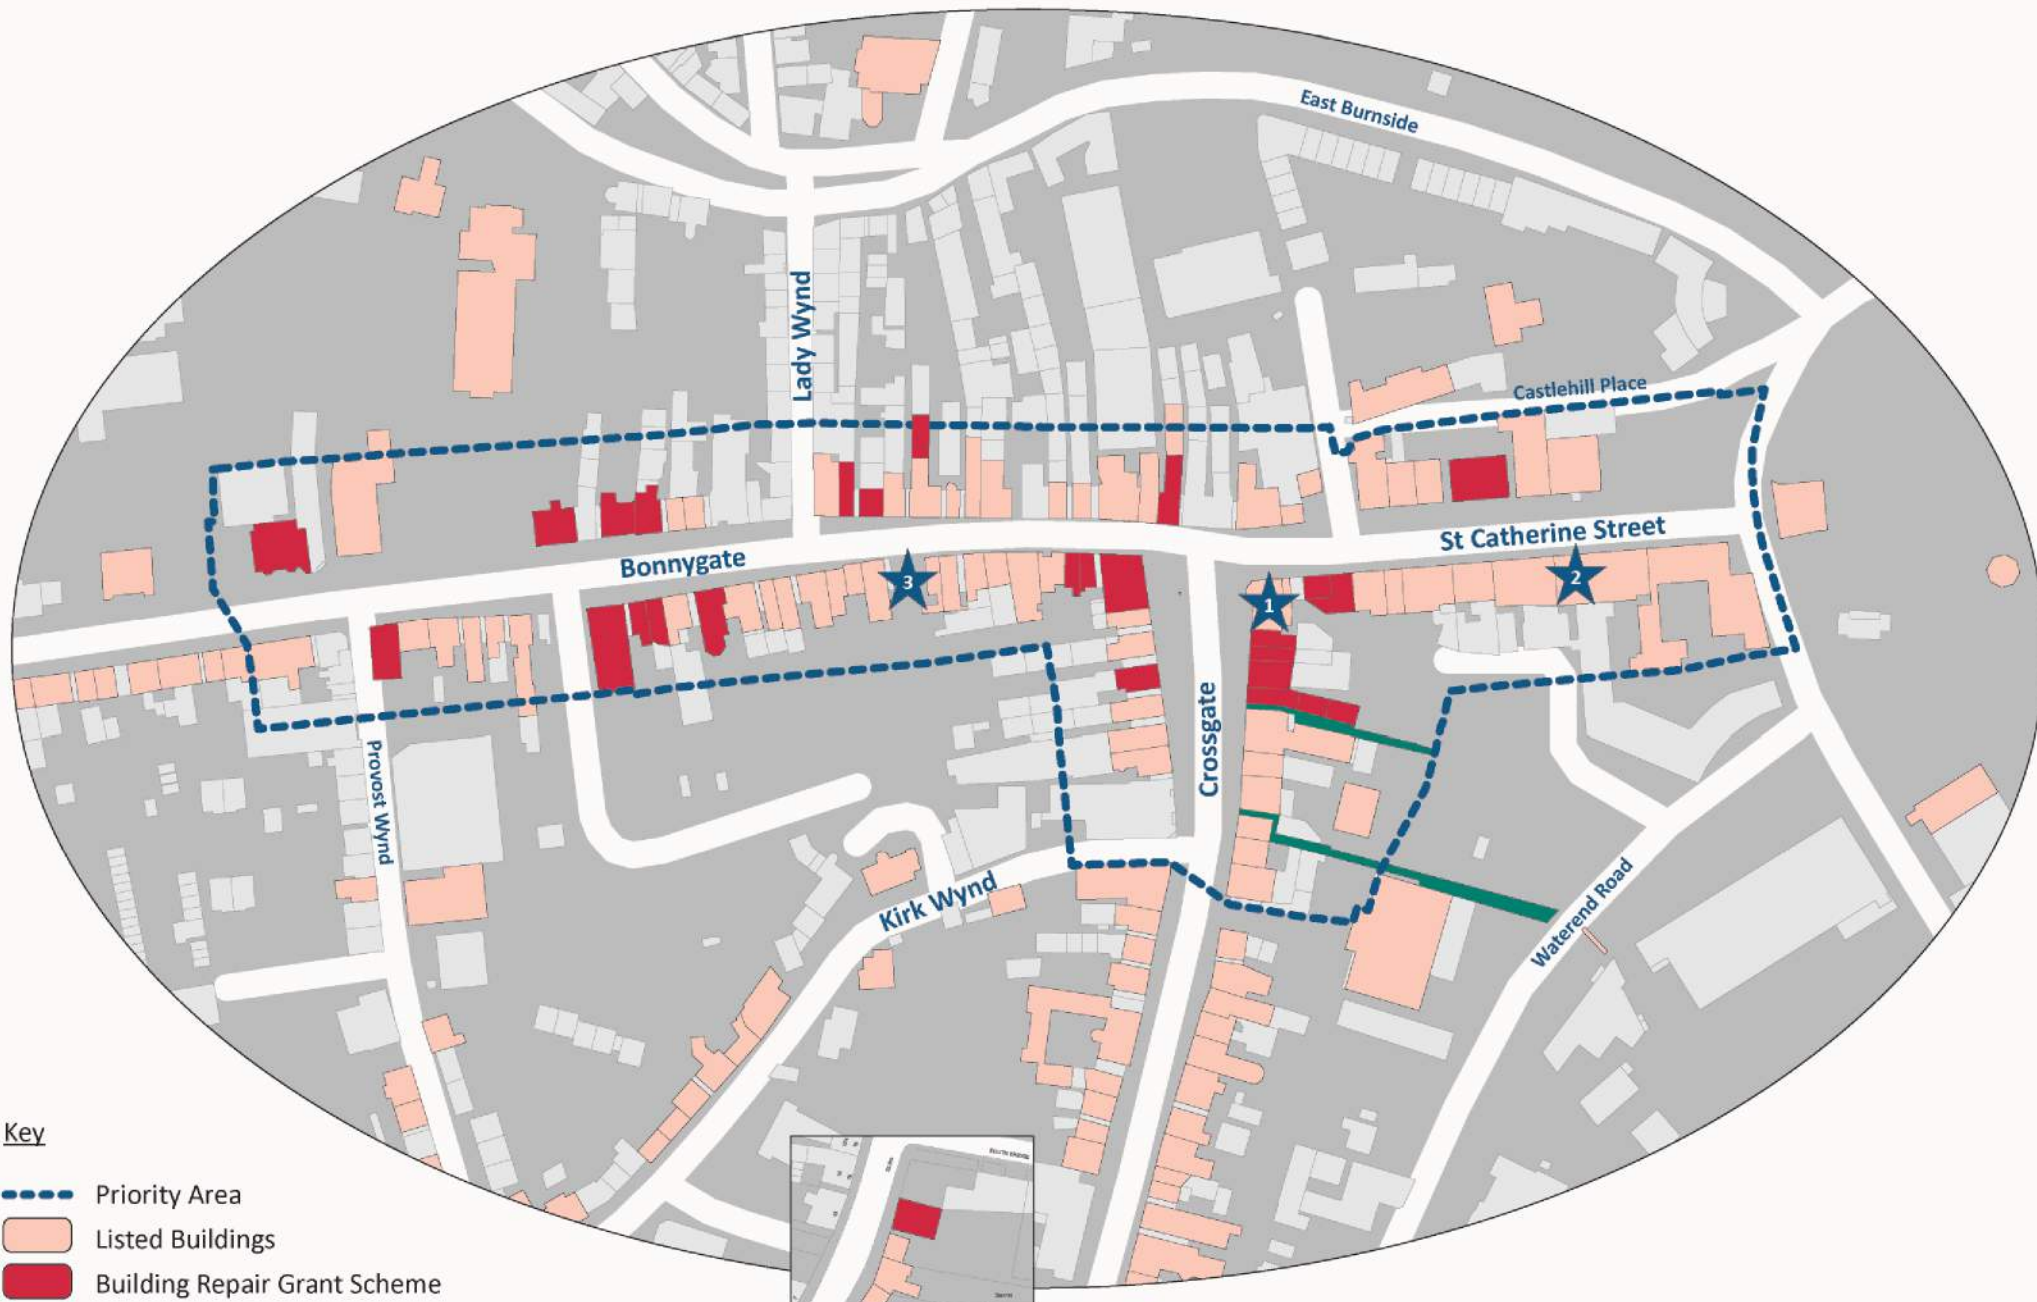 East Burnside
Lady Wynd
Castlehill Place
St Catherine Street
Bonnygate
3
2
1
Crossgate
Provost Wynd
Kirk Wynd
Waterend Road
Key
Priority Area
Listed Buildings
Building Repair Grant Scheme